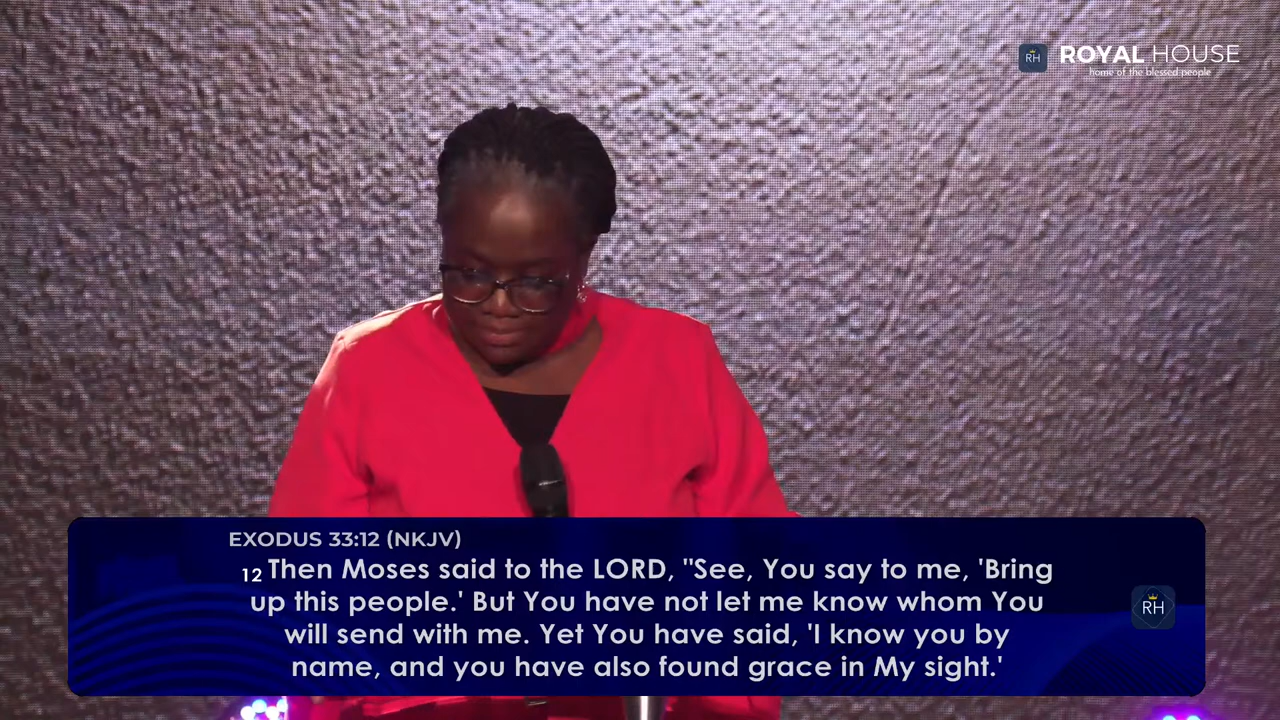 RH ROYAL HOUSE
home of the blessed people
EXODUS 33:12 (NKJV)
12 Then Moses said to the LORD, "See, You say to me, 'Bring
up this people.' But You have not let me know whom You
will send with me. Yet You have said, 'I know you by
name, and you have also found grace in My sight.'
RH